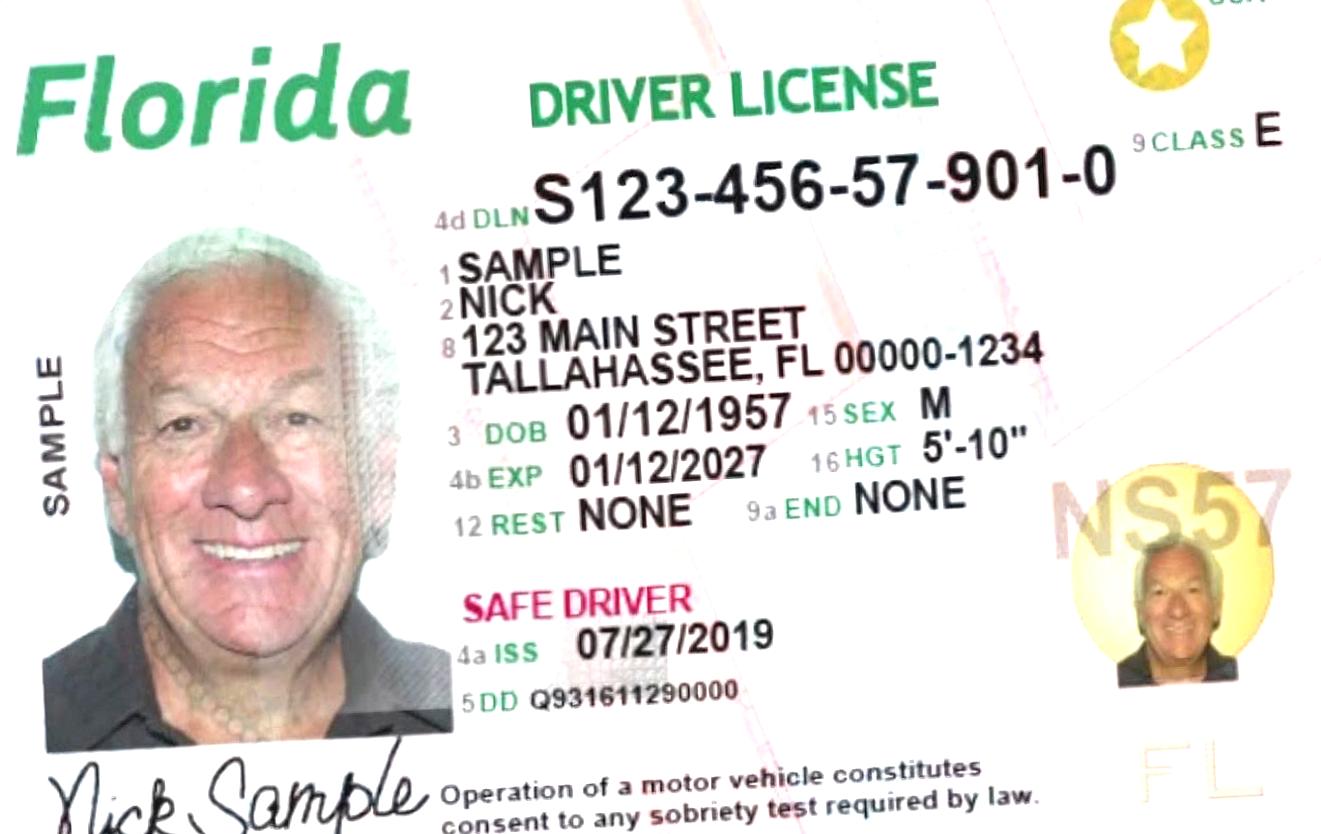 Florida
DRIVER LICENSE
9 CLASS E
4d DLN S123-456-57-901-0
1 SAMPLE
2 NICK
8 123 MAIN STREET
TALLAHASSEE, FL 00000-1234
3 DOB 01/12/1957 15 SEX M
4b EXP 01/12/2027 16 HGT 5'-10"
12 REST NONE 9a END NONE
SAMPLE
NS57
SAFE DRIVER
4a ISS 07/27/2019
5 DD Q931611290000
FL
Nick Sample
Operation of a motor vehicle constitutes
consent to any sobriety test required by law.